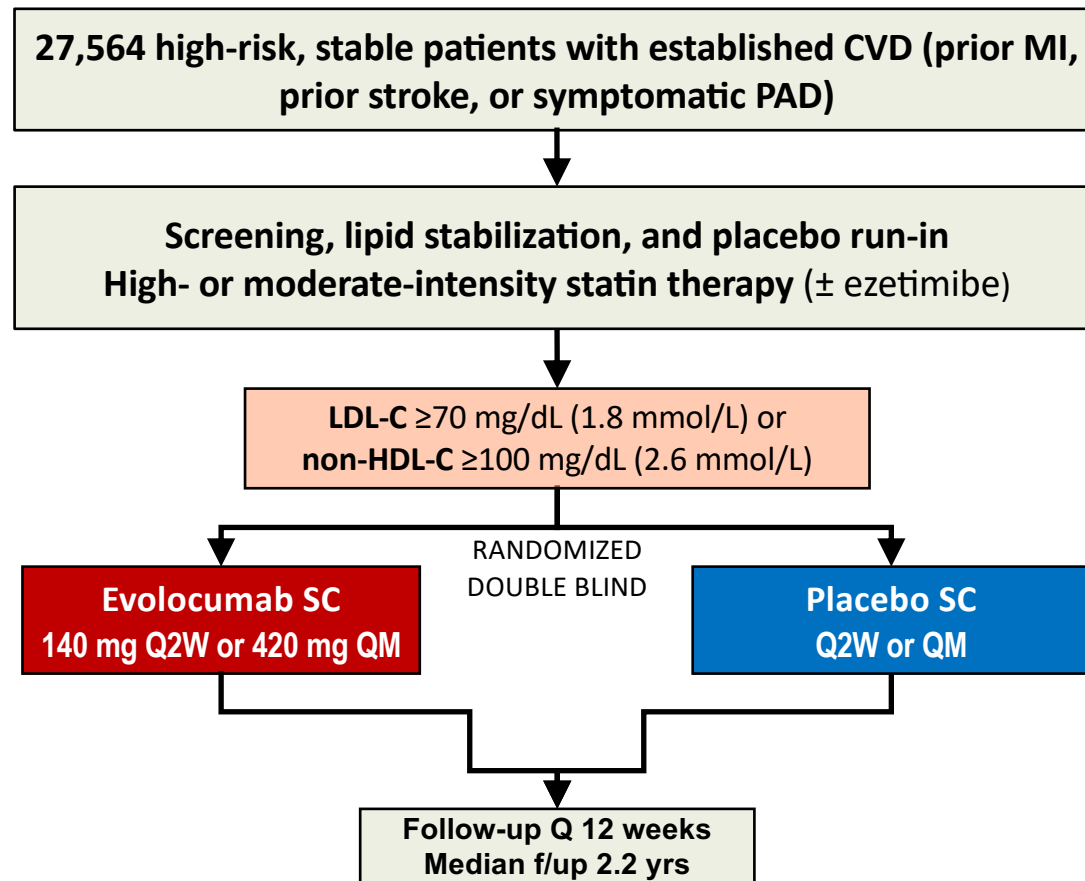 27,564 high-risk, stable patients with established CVD (prior MI,
prior stroke, or symptomatic PAD)
Screening, lipid stabilization, and placebo run-in
High- or moderate-intensity statin therapy (± ezetimibe)
LDL-C ≥70 mg/dL (1.8 mmol/L) or
non-HDL-C ≥100 mg/dL (2.6 mmol/L)
RANDOMIZED
DOUBLE BLIND
Evolocumab SC
140 mg Q2W or 420 mg QM
Placebo SC
Q2W or QM
Follow-up Q 12 weeks
Median f/up 2.2 yrs